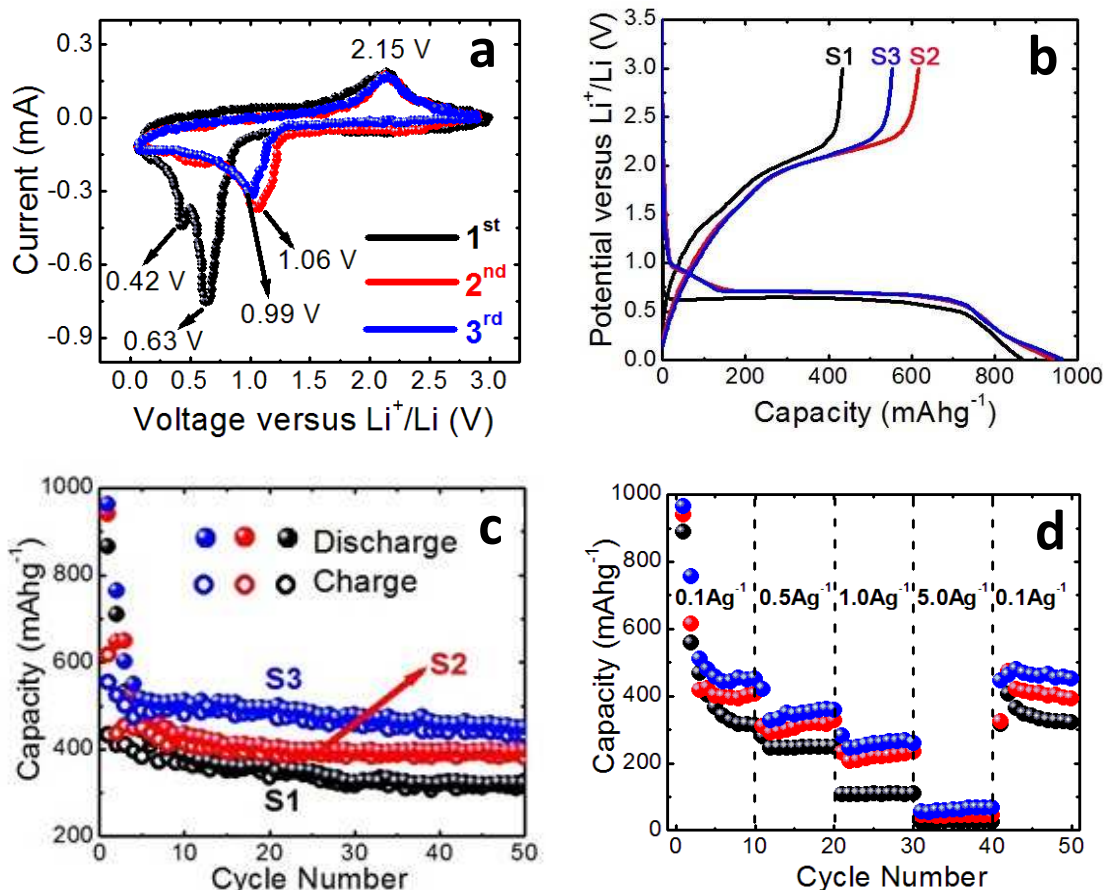 a
2.15 V
0.42 V
0.63 V
0.99 V
1.06 V
1st
2nd
3rd
0.3
0.0
-0.3
-0.6
-0.9
Current (mA)
0.0 0.5 1.0 1.5 2.0 2.5 3.0
Voltage versus Li+/Li (V)
b
S1 S3 S2
3.5
3.0
2.5
2.0
1.5
1.0
0.5
0.0
Potential versus Li+/Li (V)
0 200 400 600 800 1000
Capacity (mAhg-1)
c
Discharge
Charge
S3
S2
S1
1000
800
600
400
200
Capacity (mAhg-1)
0 10 20 30 40 50
Cycle Number
d
0.1Ag-1 0.5Ag-1 1.0Ag-1 5.0Ag-1 0.1Ag-1
1000
800
600
400
200
0
Capacity (mAhg-1)
0 10 20 30 40 50
Cycle Number